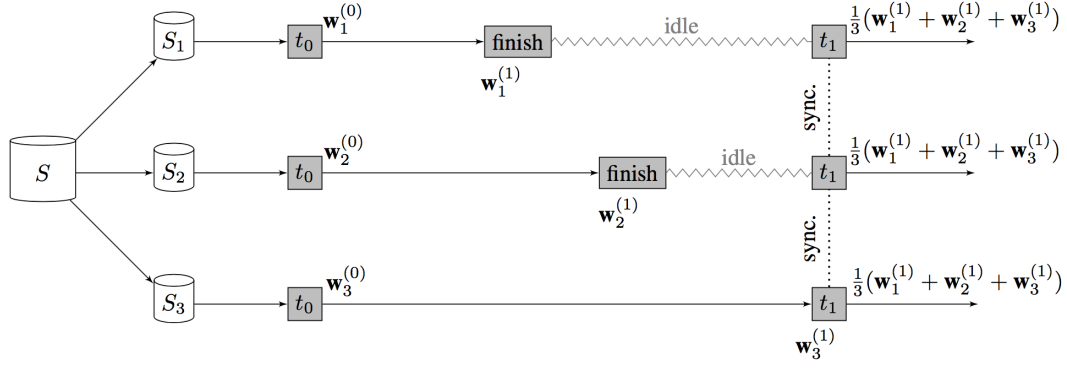 S
S₁
t₀
w₁⁽⁰⁾
finish
w₁⁽¹⁾
idle
t₁
⅓(w₁⁽¹⁾ + w₂⁽¹⁾ + w₃⁽¹⁾)
sync.
S₂
t₀
w₂⁽⁰⁾
finish
w₂⁽¹⁾
idle
t₁
⅓(w₁⁽¹⁾ + w₂⁽¹⁾ + w₃⁽¹⁾)
sync.
S₃
t₀
w₃⁽⁰⁾
t₁
w₃⁽¹⁾
⅓(w₁⁽¹⁾ + w₂⁽¹⁾ + w₃⁽¹⁾)